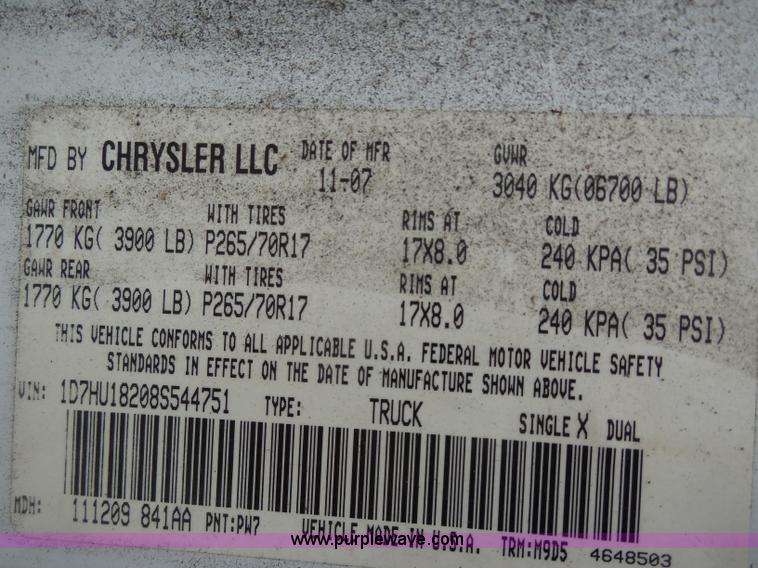 MFD BY CHRYSLER LLC DATE OF MFR GVWR
11-07 3040 KG(06700 LB)
GAWR FRONT WITH TIRES RIMS AT COLD
1770 KG( 3900 LB) P265/70R17 17X8.0 240 KPA( 35 PSI)
GAWR REAR WITH TIRES RIMS AT COLD
1770 KG( 3900 LB) P265/70R17 17X8.0 240 KPA( 35 PSI)
THIS VEHICLE CONFORMS TO ALL APPLICABLE U.S.A. FEDERAL MOTOR VEHICLE SAFETY
STANDARDS IN EFFECT ON THE DATE OF MANUFACTURE SHOWN ABOVE.
VIN: 1D7HU18208S544751 TYPE: TRUCK SINGLE X DUAL
MDH: 111209 841AA PNT:PW7 VEHICLE MADE IN U.S.A. TRM:M9D5 4648503
www.purplewave.com